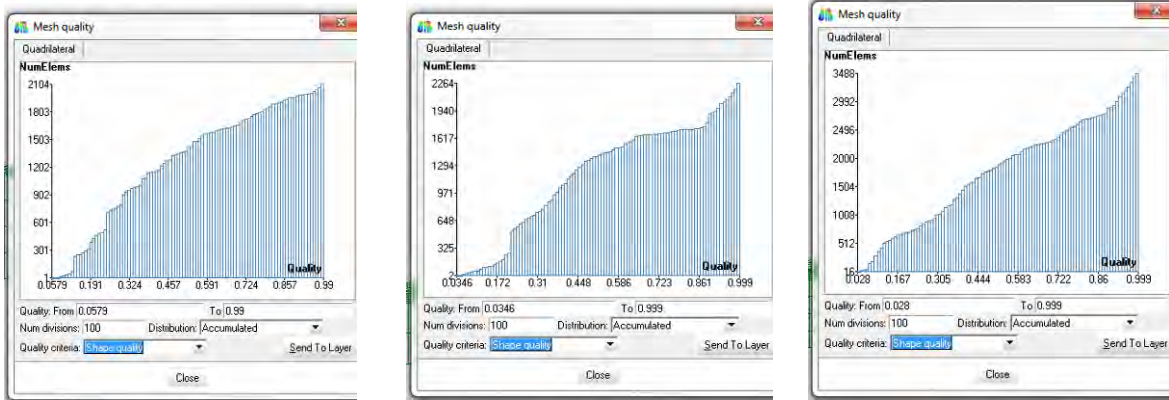 Mesh quality
Quadrilateral
NumElems
2104
1803
1503
1202
902
601
301
1
0.0579 0.191 0.324 0.457 0.591 0.724 0.857 0.99
Quality
Quality: From 0.0579 To 0.99
Num divisions: 100 Distribution: Accumulated
Quality criteria: Shape quality Send To Layer
Close
Mesh quality
Quadrilateral
NumElems
2264
1940
1617
1294
971
648
325
2
0.0346 0.172 0.31 0.448 0.586 0.723 0.861 0.999
Quality
Quality: From 0.0346 To 0.999
Num divisions: 100 Distribution: Accumulated
Quality criteria: Shape quality Send To Layer
Close
Mesh quality
Quadrilateral
NumElems
3488
2992
2496
2000
1504
1008
512
16
0.028 0.167 0.305 0.444 0.583 0.722 0.86 0.999
Quality
Quality: From 0.028 To 0.999
Num divisions: 100 Distribution: Accumulated
Quality criteria: Shape quality Send To Layer
Close